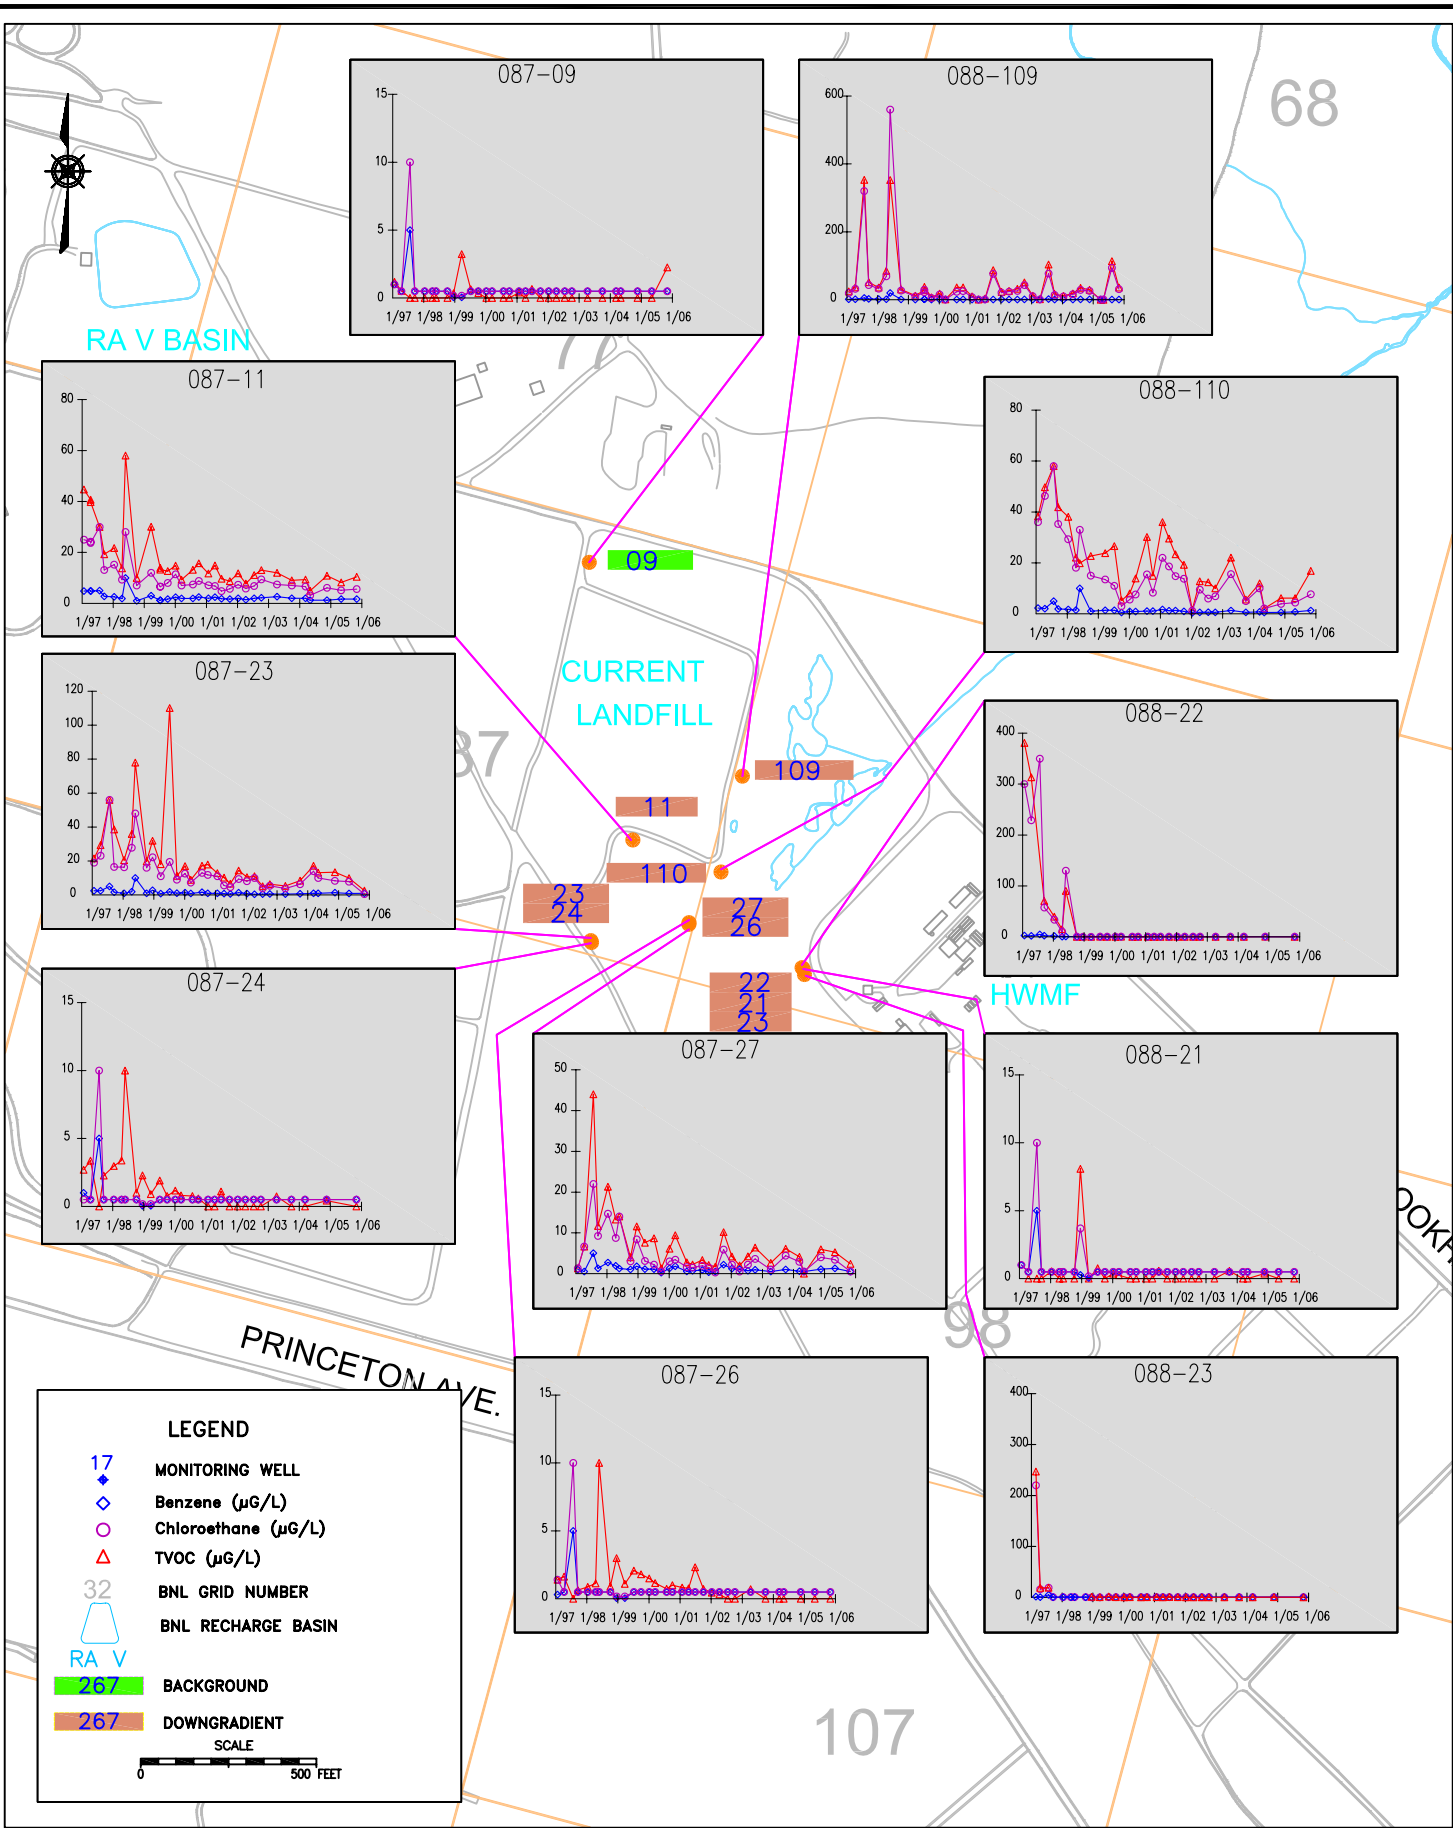 087-09
15
10
5
0
1/97 1/98 1/99 1/00 1/01 1/02 1/03 1/04 1/05 1/06
088-109
600
400
200
0
1/97 1/98 1/99 1/00 1/01 1/02 1/03 1/04 1/05 1/06
68
RA V BASIN
77
087-11
80
60
40
20
0
1/97 1/98 1/99 1/00 1/01 1/02 1/03 1/04 1/05 1/06
088-110
80
60
40
20
0
1/97 1/98 1/99 1/00 1/01 1/02 1/03 1/04 1/05 1/06
09
CURRENT
LANDFILL
087-23
120
100
80
60
40
20
0
1/97 1/98 1/99 1/00 1/01 1/02 1/03 1/04 1/05 1/06
87
109
11
110
23
24
27
26
22
21
23
088-22
400
300
200
100
0
1/97 1/98 1/99 1/00 1/01 1/02 1/03 1/04 1/05 1/06
HWMF
087-24
15
10
5
0
1/97 1/98 1/99 1/00 1/01 1/02 1/03 1/04 1/05 1/06
087-27
50
40
30
20
10
0
1/97 1/98 1/99 1/00 1/01 1/02 1/03 1/04 1/05 1/06
088-21
15
10
5
0
1/97 1/98 1/99 1/00 1/01 1/02 1/03 1/04 1/05 1/06
98
PRINCETON AVE.
087-26
15
10
5
0
1/97 1/98 1/99 1/00 1/01 1/02 1/03 1/04 1/05 1/06
088-23
400
300
200
100
0
1/97 1/98 1/99 1/00 1/01 1/02 1/03 1/04 1/05 1/06
107
LEGEND
17 MONITORING WELL
Benzene (µG/L)
Chloroethane (µG/L)
TVOC (µG/L)
32 BNL GRID NUMBER
BNL RECHARGE BASIN
RA V
267 BACKGROUND
267 DOWNGRADIENT
SCALE
0 500 FEET